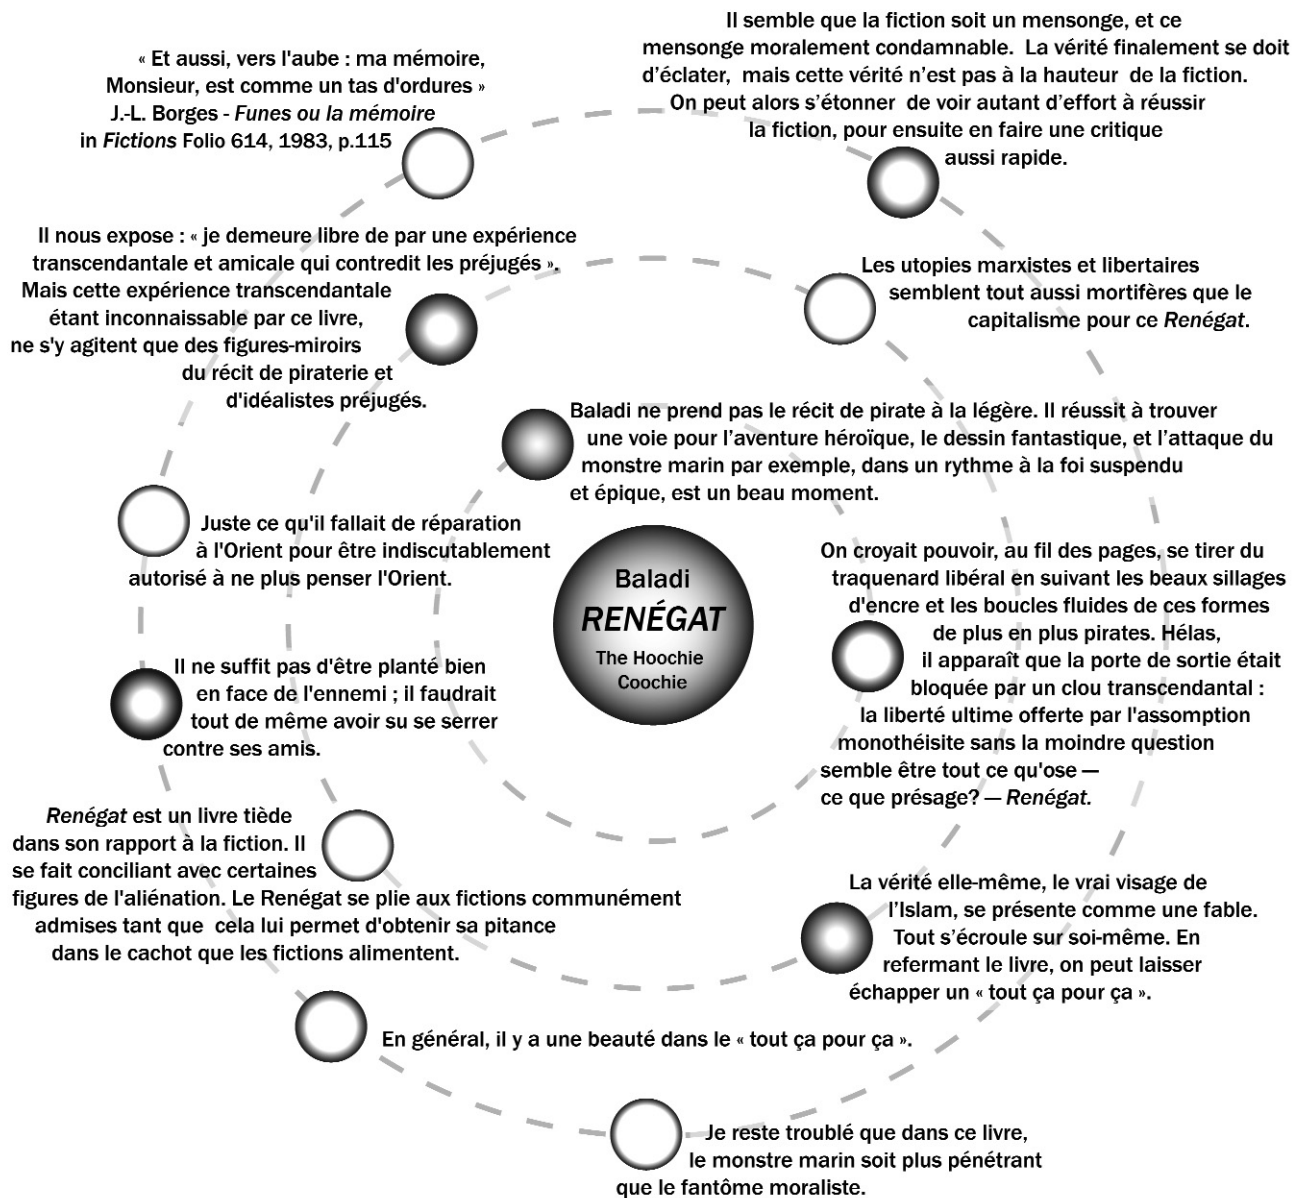 « Et aussi, vers l'aube : ma mémoire,
Monsieur, est comme un tas d'ordures »
J.-L. Borges - Funes ou la mémoire
in Fictions Folio 614, 1983, p.115
Il semble que la fiction soit un mensonge, et ce
mensonge moralement condamnable. La vérité finalement se doit
d'éclater, mais cette vérité n'est pas à la hauteur de la fiction.
On peut alors s'étonner de voir autant d'effort à réussir
la fiction, pour ensuite en faire une critique
aussi rapide.
Il nous expose : « je demeure libre de par une expérience
transcendantale et amicale qui contredit les préjugés ».
Mais cette expérience transcendantale
étant inconnaissable par ce livre,
ne s'y agitent que des figures-miroirs
du récit de piraterie et
d'idéalistes préjugés.
Les utopies marxistes et libertaires
semblent tout aussi mortifères que le
capitalisme pour ce Renégat.
Baladi ne prend pas le récit de pirate à la légère. Il réussit à trouver
une voie pour l'aventure héroïque, le dessin fantastique, et l'attaque du
monstre marin par exemple, dans un rythme à la foi suspendu
et épique, est un beau moment.
Juste ce qu'il fallait de réparation
à l'Orient pour être indiscutablement
autorisé à ne plus penser l'Orient.
Baladi
RENÉGAT
The Hoochie
Coochie
On croyait pouvoir, au fil des pages, se tirer du
traquenard libéral en suivant les beaux sillages
d'encre et les boucles fluides de ces formes
de plus en plus pirates. Hélas,
il apparaît que la porte de sortie était
bloquée par un clou transcendantal :
la liberté ultime offerte par l'assomption
monothéisite sans la moindre question
semble être tout ce qu'ose —
ce que présage? — Renégat.
Il ne suffit pas d'être planté bien
en face de l'ennemi ; il faudrait
tout de même avoir su se serrer
contre ses amis.
Renégat est un livre tiède
dans son rapport à la fiction. Il
se fait conciliant avec certaines
figures de l'aliénation. Le Renégat se plie aux fictions communément
admises tant que cela lui permet d'obtenir sa pitance
dans le cachot que les fictions alimentent.
La vérité elle-même, le vrai visage de
l'Islam, se présente comme une fable.
Tout s'écroule sur soi-même. En
refermant le livre, on peut laisser
échapper un « tout ça pour ça ».
En général, il y a une beauté dans le « tout ça pour ça ».
Je reste troublé que dans ce livre,
le monstre marin soit plus pénétrant
que le fantôme moraliste.